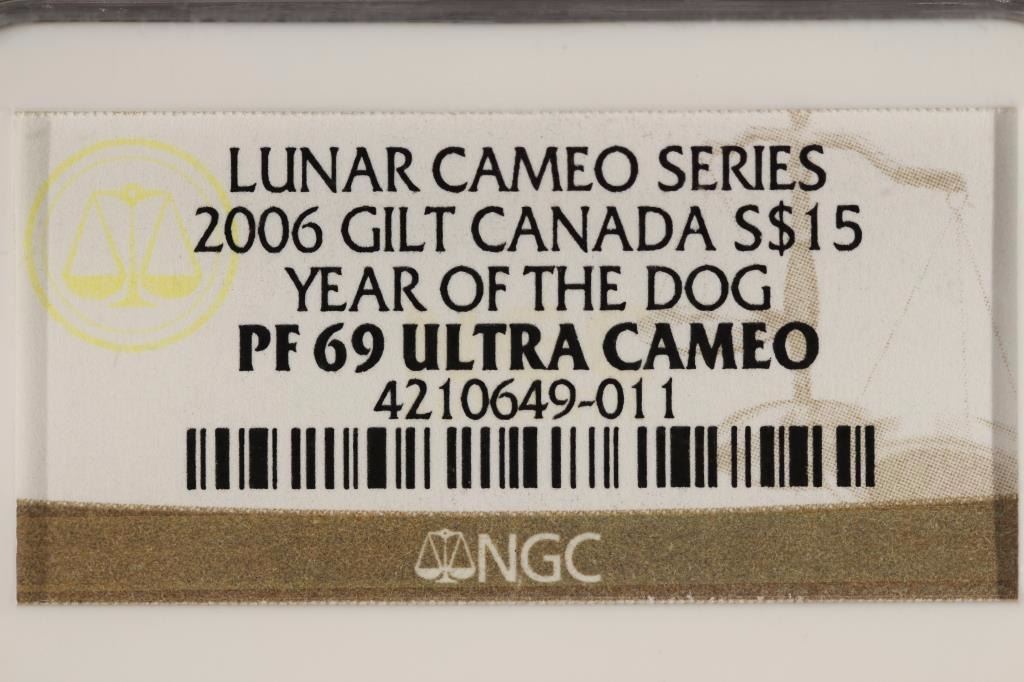 LUNAR CAMEO SERIES
2006 GILT CANADA S$15
YEAR OF THE DOG
PF 69 ULTRA CAMEO
4210649-011
NGC